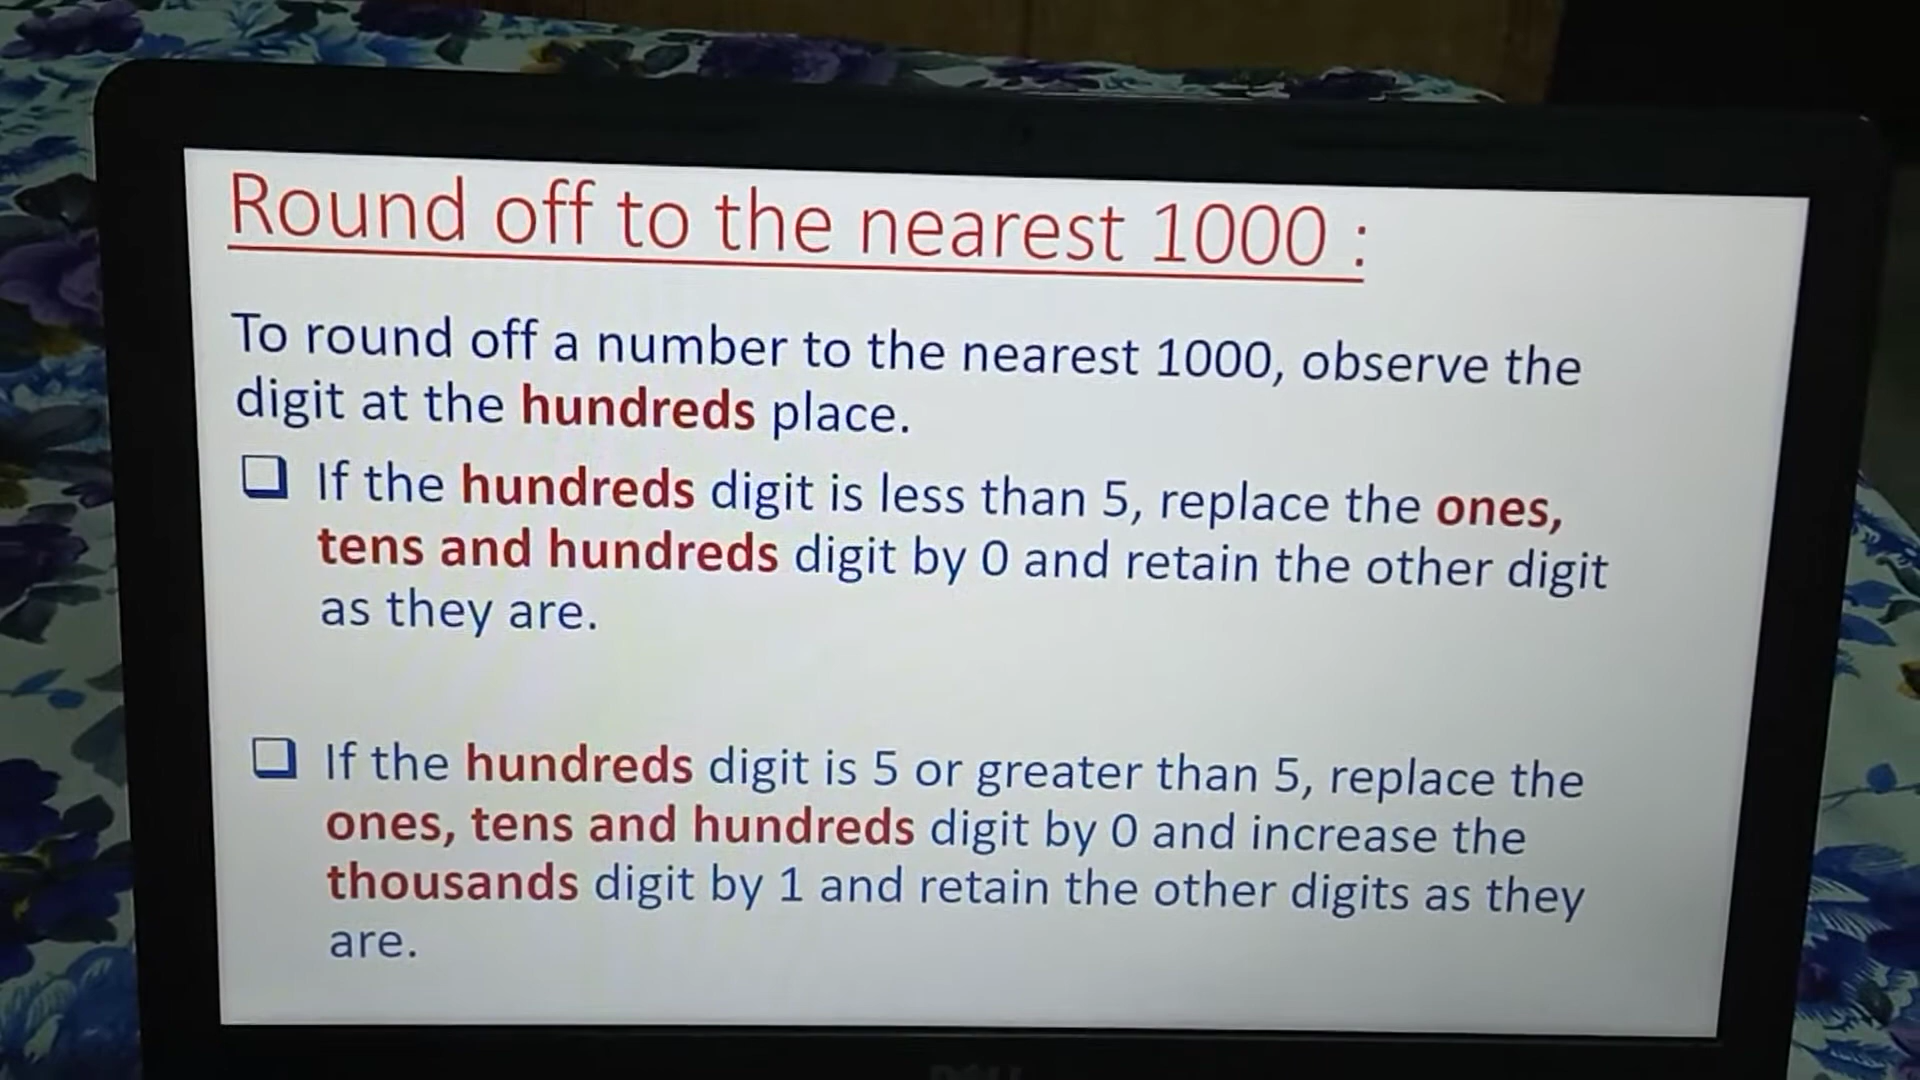 Round off to the nearest 1000 :
To round off a number to the nearest 1000, observe the
digit at the hundreds place.
❑ If the hundreds digit is less than 5, replace the ones,
tens and hundreds digit by 0 and retain the other digit
as they are.
❑ If the hundreds digit is 5 or greater than 5, replace the
ones, tens and hundreds digit by 0 and increase the
thousands digit by 1 and retain the other digits as they
are.
DELL